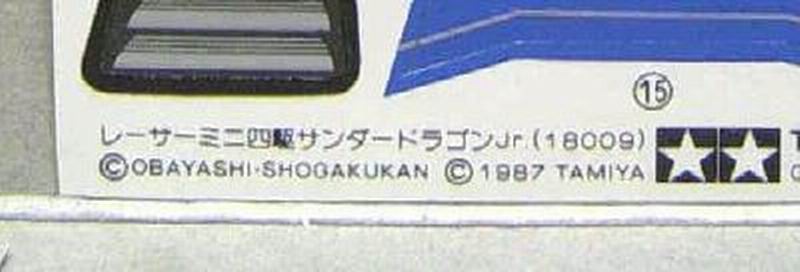 ⑮
レーサーミニ四駆サンダードラゴンJr.(18009)
©OBAYASHI·SHOGAKUKAN ©1987 TAMIYA